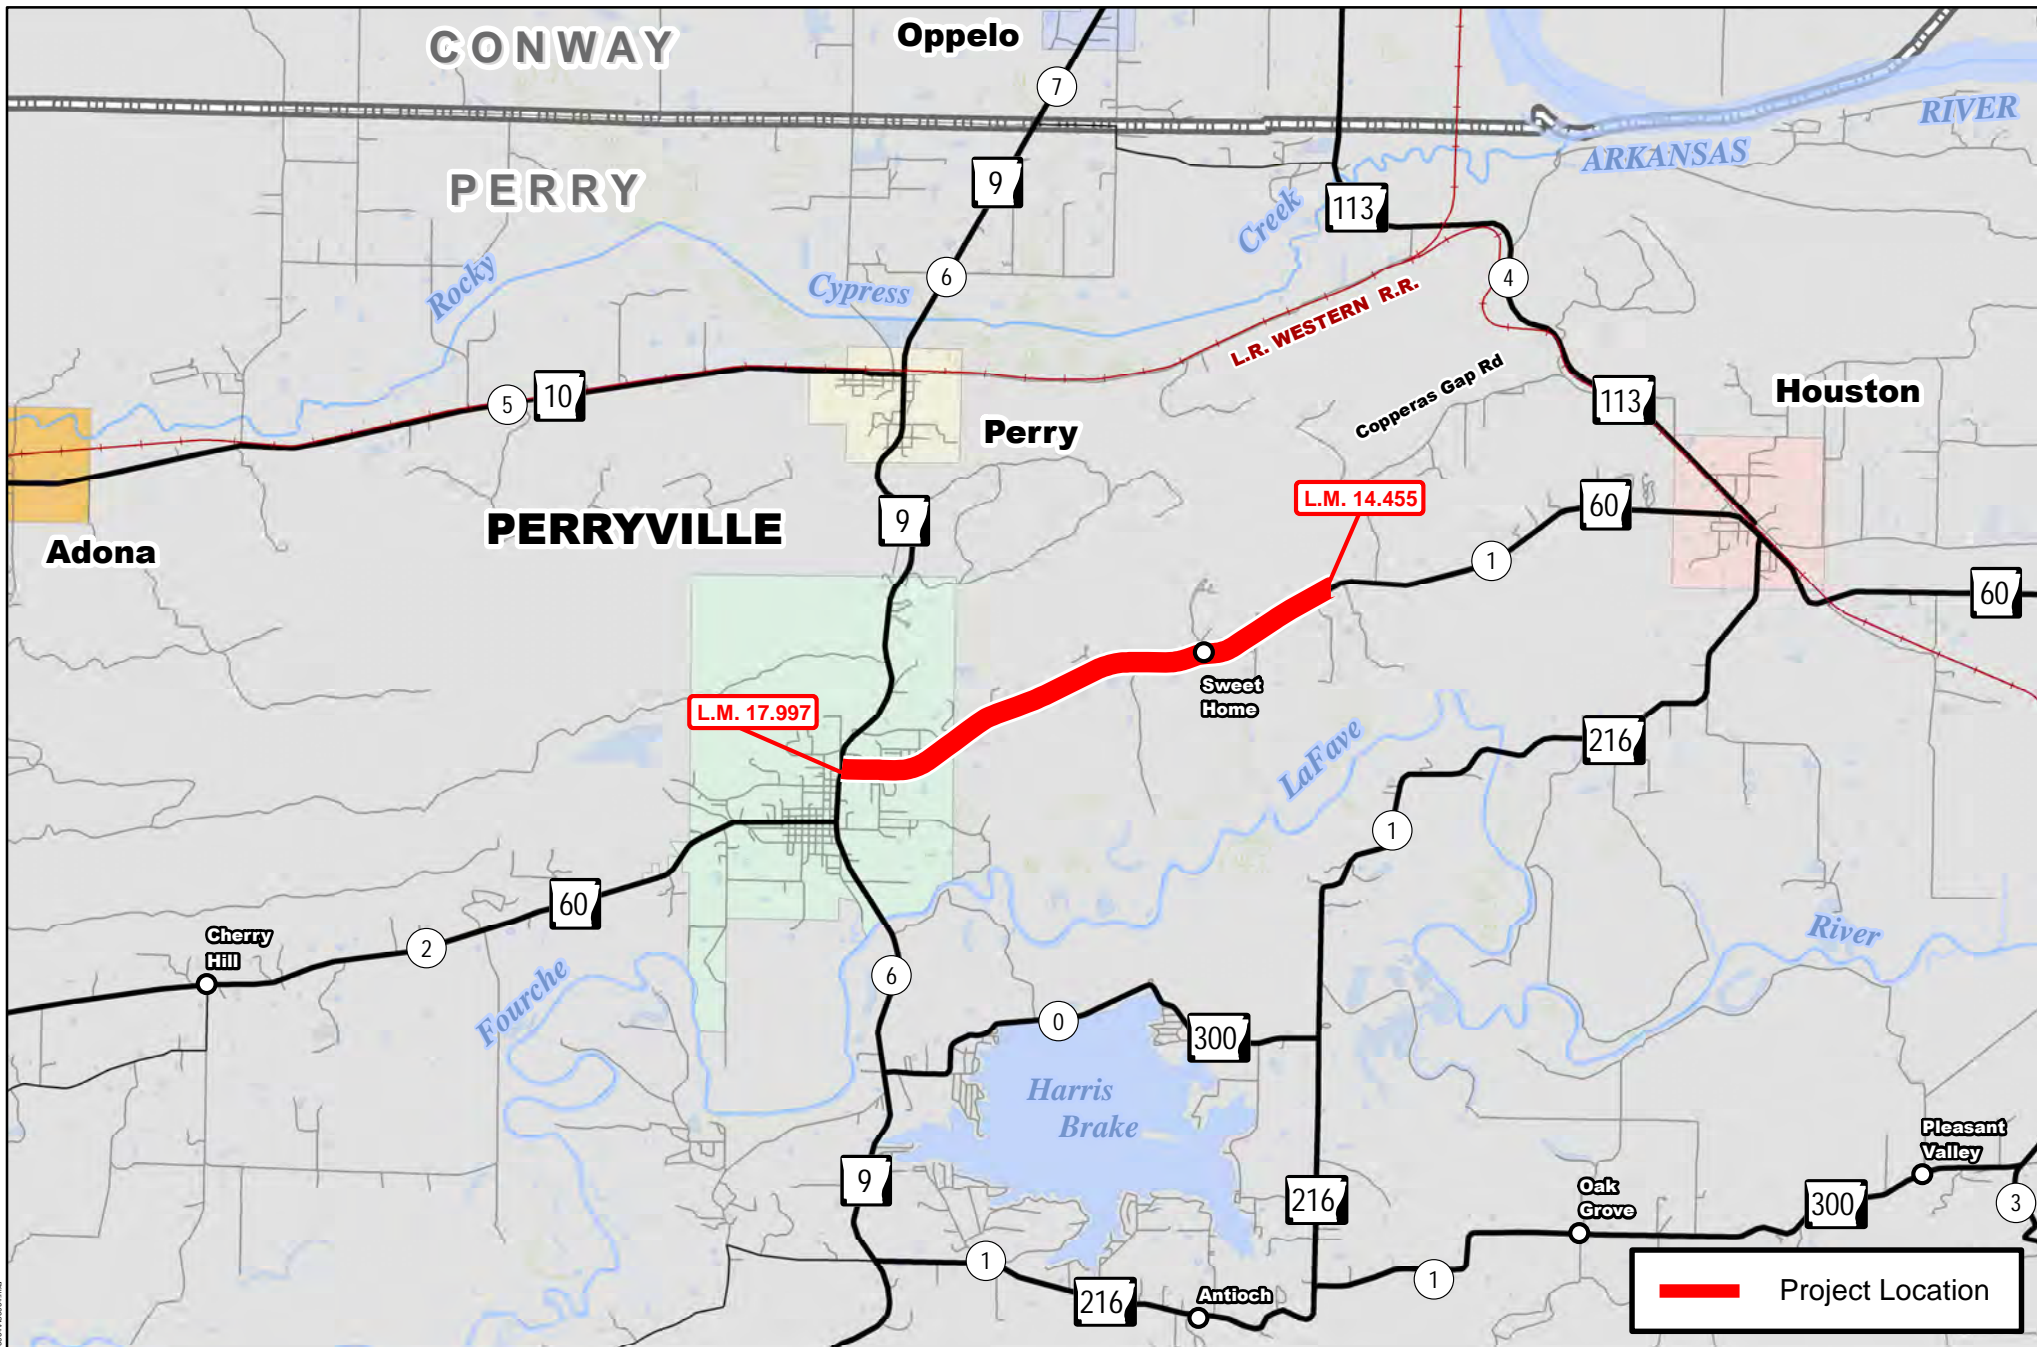 CONWAY
Oppelo
7
RIVER
ARKANSAS
PERRY
9
113
Creek
Rocky
6
Cypress
4
L.R. WESTERN R.R.
5
10
Copperas Gap Rd
113
Houston
Perry
L.M. 14.455
60
9
PERRYVILLE
Adona
1
60
Sweet
Home
L.M. 17.997
216
LaFave
1
60
Cherry
Hill
2
River
Fourche
6
0
300
Harris
Brake
Pleasant
Valley
9
216
Oak
Grove
300
3
1
1
216
Antioch
Project Location